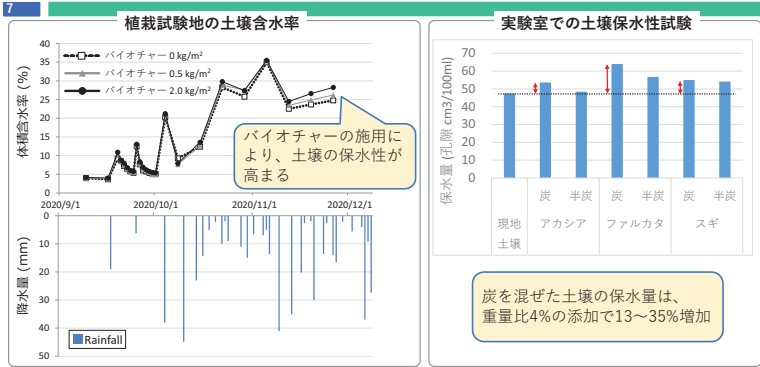 7
植栽試験地の土壌含水率
体積含水率 (%)
40
35
30
25
20
15
10
5
0
バイオチャー 0 kg/m²
バイオチャー 0.5 kg/m²
バイオチャー 2.0 kg/m²
バイオチャーの施用に
より、土壌の保水性が
高まる
2020/9/1 2020/10/1 2020/11/1 2020/12/1
降水量 (mm)
0
10
20
30
40
50
Rainfall
実験室での土壌保水性試験
保水量 (孔隙 cm3/100ml)
70
60
50
40
30
20
10
0
炭 半炭 炭 半炭 炭 半炭
現地 アカシア ファルカタ スギ
土壌
炭を混ぜた土壌の保水量は、
重量比4%の添加で13～35%増加